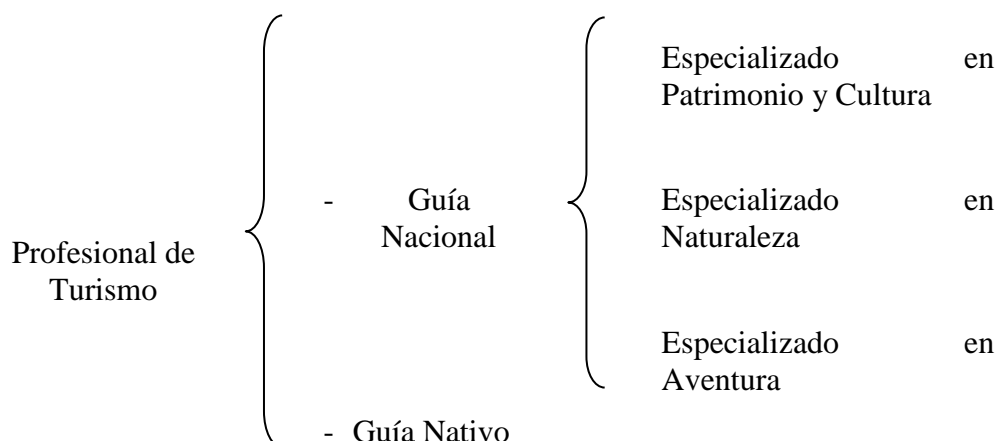 Profesional de
Turismo
- Guía
Nacional
Especializado en
Patrimonio y Cultura
Especializado en
Naturaleza
Especializado en
Aventura
- Guía Nativo